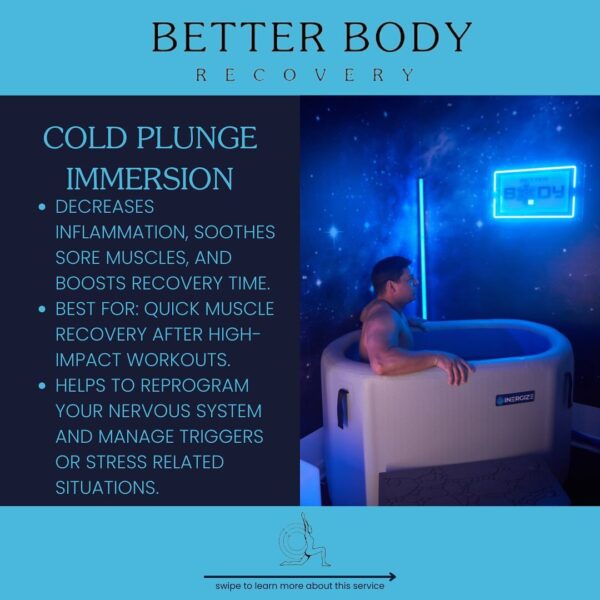 BETTER BODY
RECOVERY
COLD PLUNGE
IMMERSION
• DECREASES
INFLAMMATION, SOOTHES
SORE MUSCLES, AND
BOOSTS RECOVERY TIME.
• BEST FOR: QUICK MUSCLE
RECOVERY AFTER HIGH-
IMPACT WORKOUTS.
• HELPS TO REPROGRAM
YOUR NERVOUS SYSTEM
AND MANAGE TRIGGERS
OR STRESS RELATED
SITUATIONS.
BETTER
BODY
INERGIZE
swipe to learn more about this service